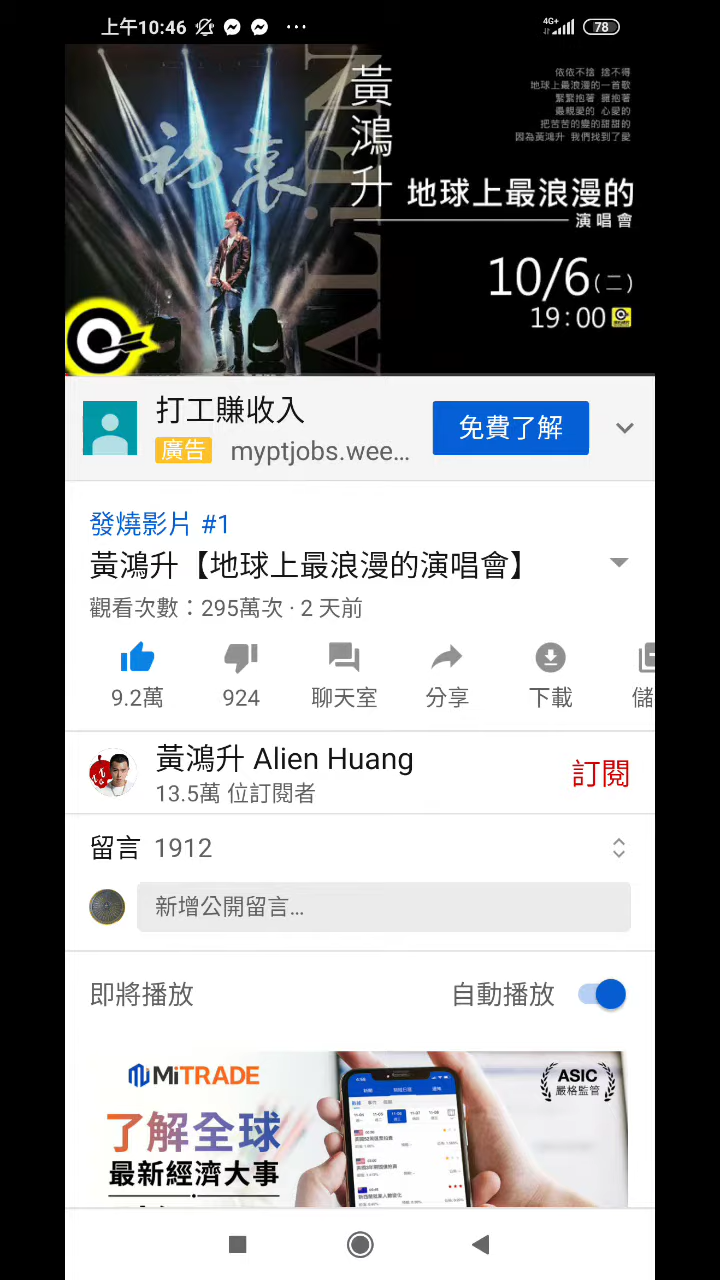 上午10:46
4G+
78
ALiEN
初衷
黃鴻升
依依不捨 捨不得
地球上最浪漫的一首歌
緊緊抱著 擁抱著
最親愛的 心愛的
把苦苦的變的甜甜的
因為黃鴻升 我們找到了愛
地球上最浪漫的
演唱會
10/6(二)
19:00
打工賺收入
廣告 myptjobs.wee...
免費了解
發燒影片 #1
黃鴻升【地球上最浪漫的演唱會】
觀看次數：295萬次 · 2 天前
9.2萬 924 聊天室 分享 下載 儲
黃鴻升 Alien Huang
13.5萬 位訂閱者
訂閱
留言 1912
新增公開留言...
即將播放 自動播放
MiTRADE
ASIC
嚴格監管
了解全球
最新經濟大事